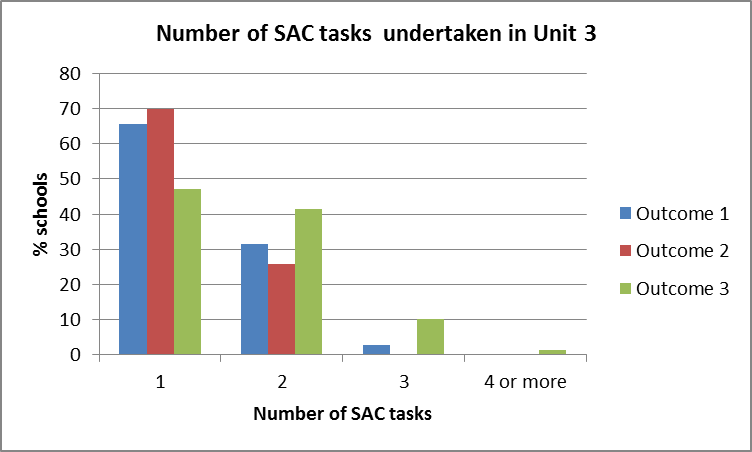 Number of SAC tasks undertaken in Unit 3
80
70
60
50
40
30
20
10
0
% schools
1 2 3 4 or more
Number of SAC tasks
Outcome 1
Outcome 2
Outcome 3